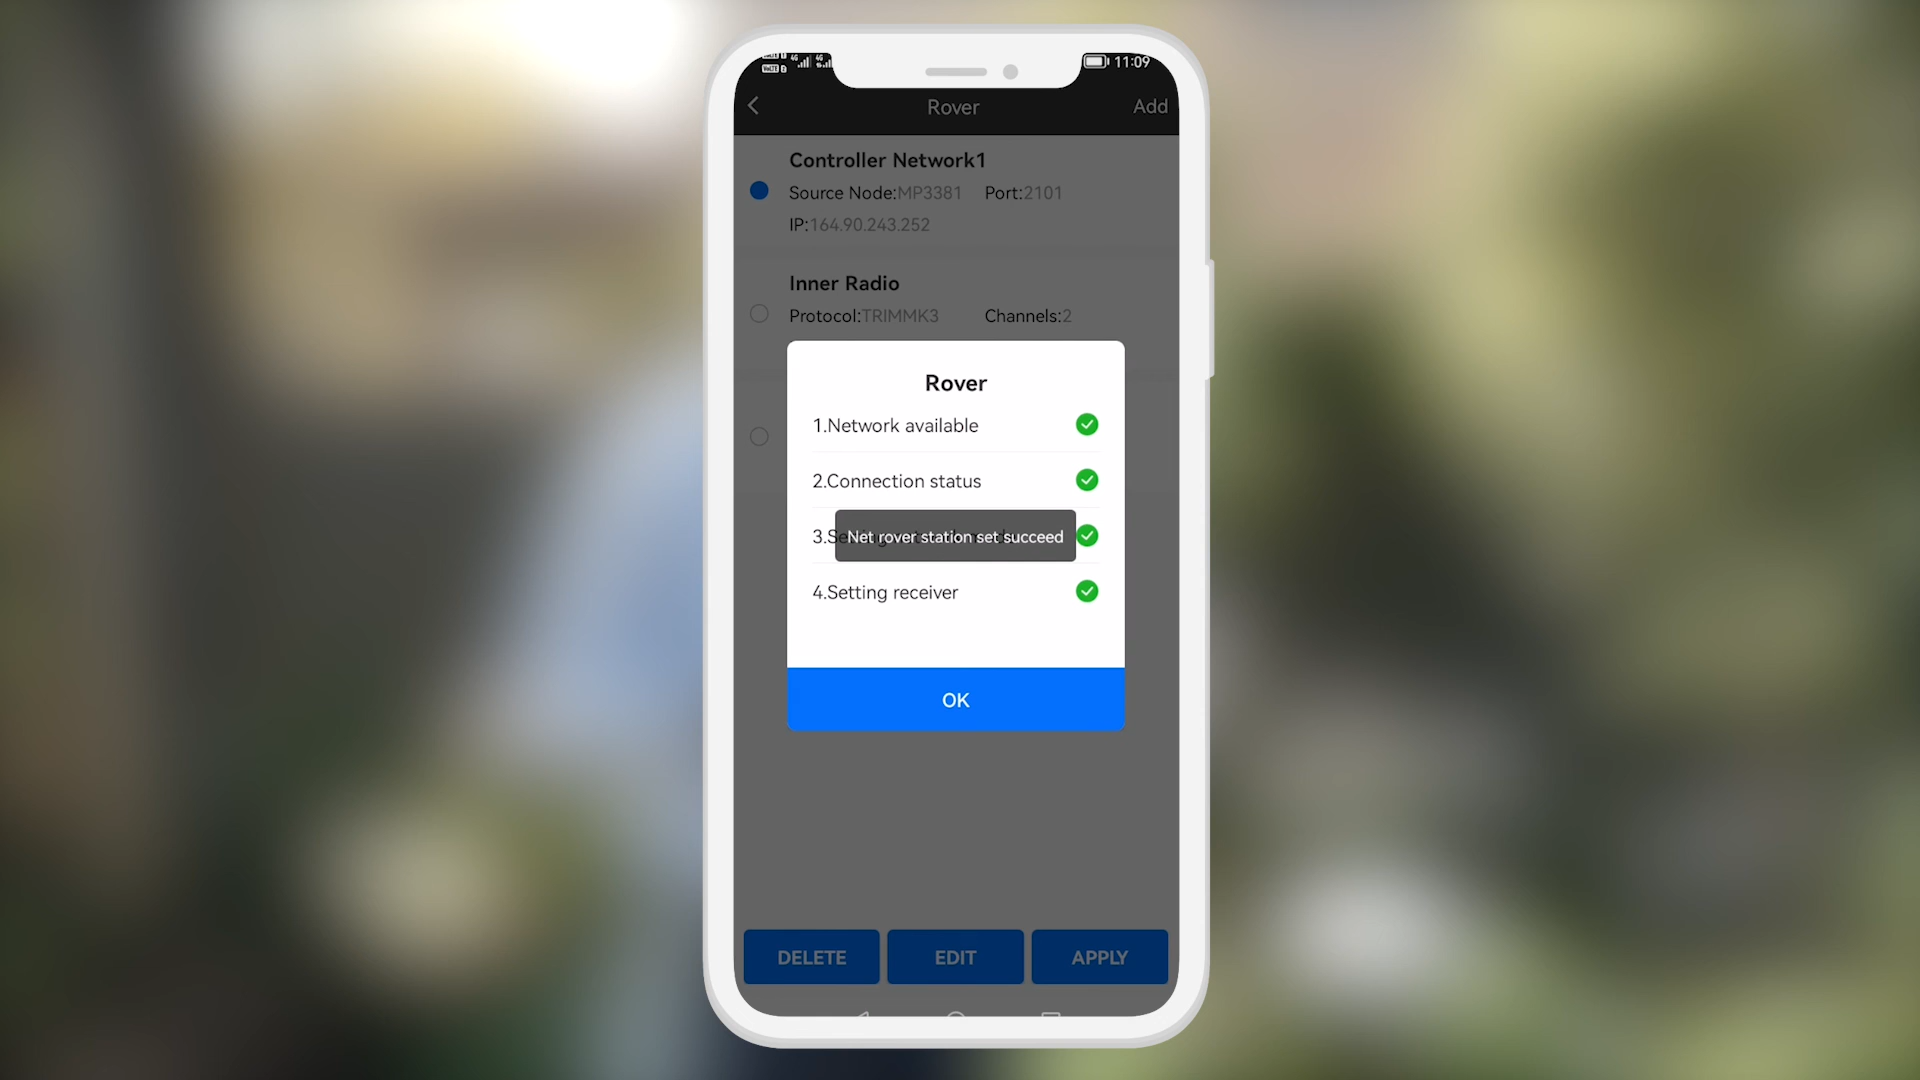 11:09
Rover
Add
Controller Network1
Source Node:MP3381 Port:2101
IP:164.90.243.252
Inner Radio
Protocol:TRIMMK3 Channels:2
Rover
1.Network available
2.Connection status
Net rover station set succeed
4.Setting receiver
OK
DELETE EDIT APPLY